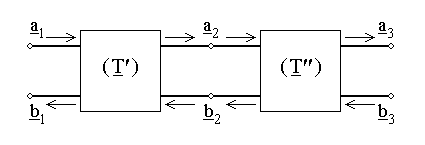 a₁ a₂ a₃
(T′) (T″)
b₁ b₂ b₃